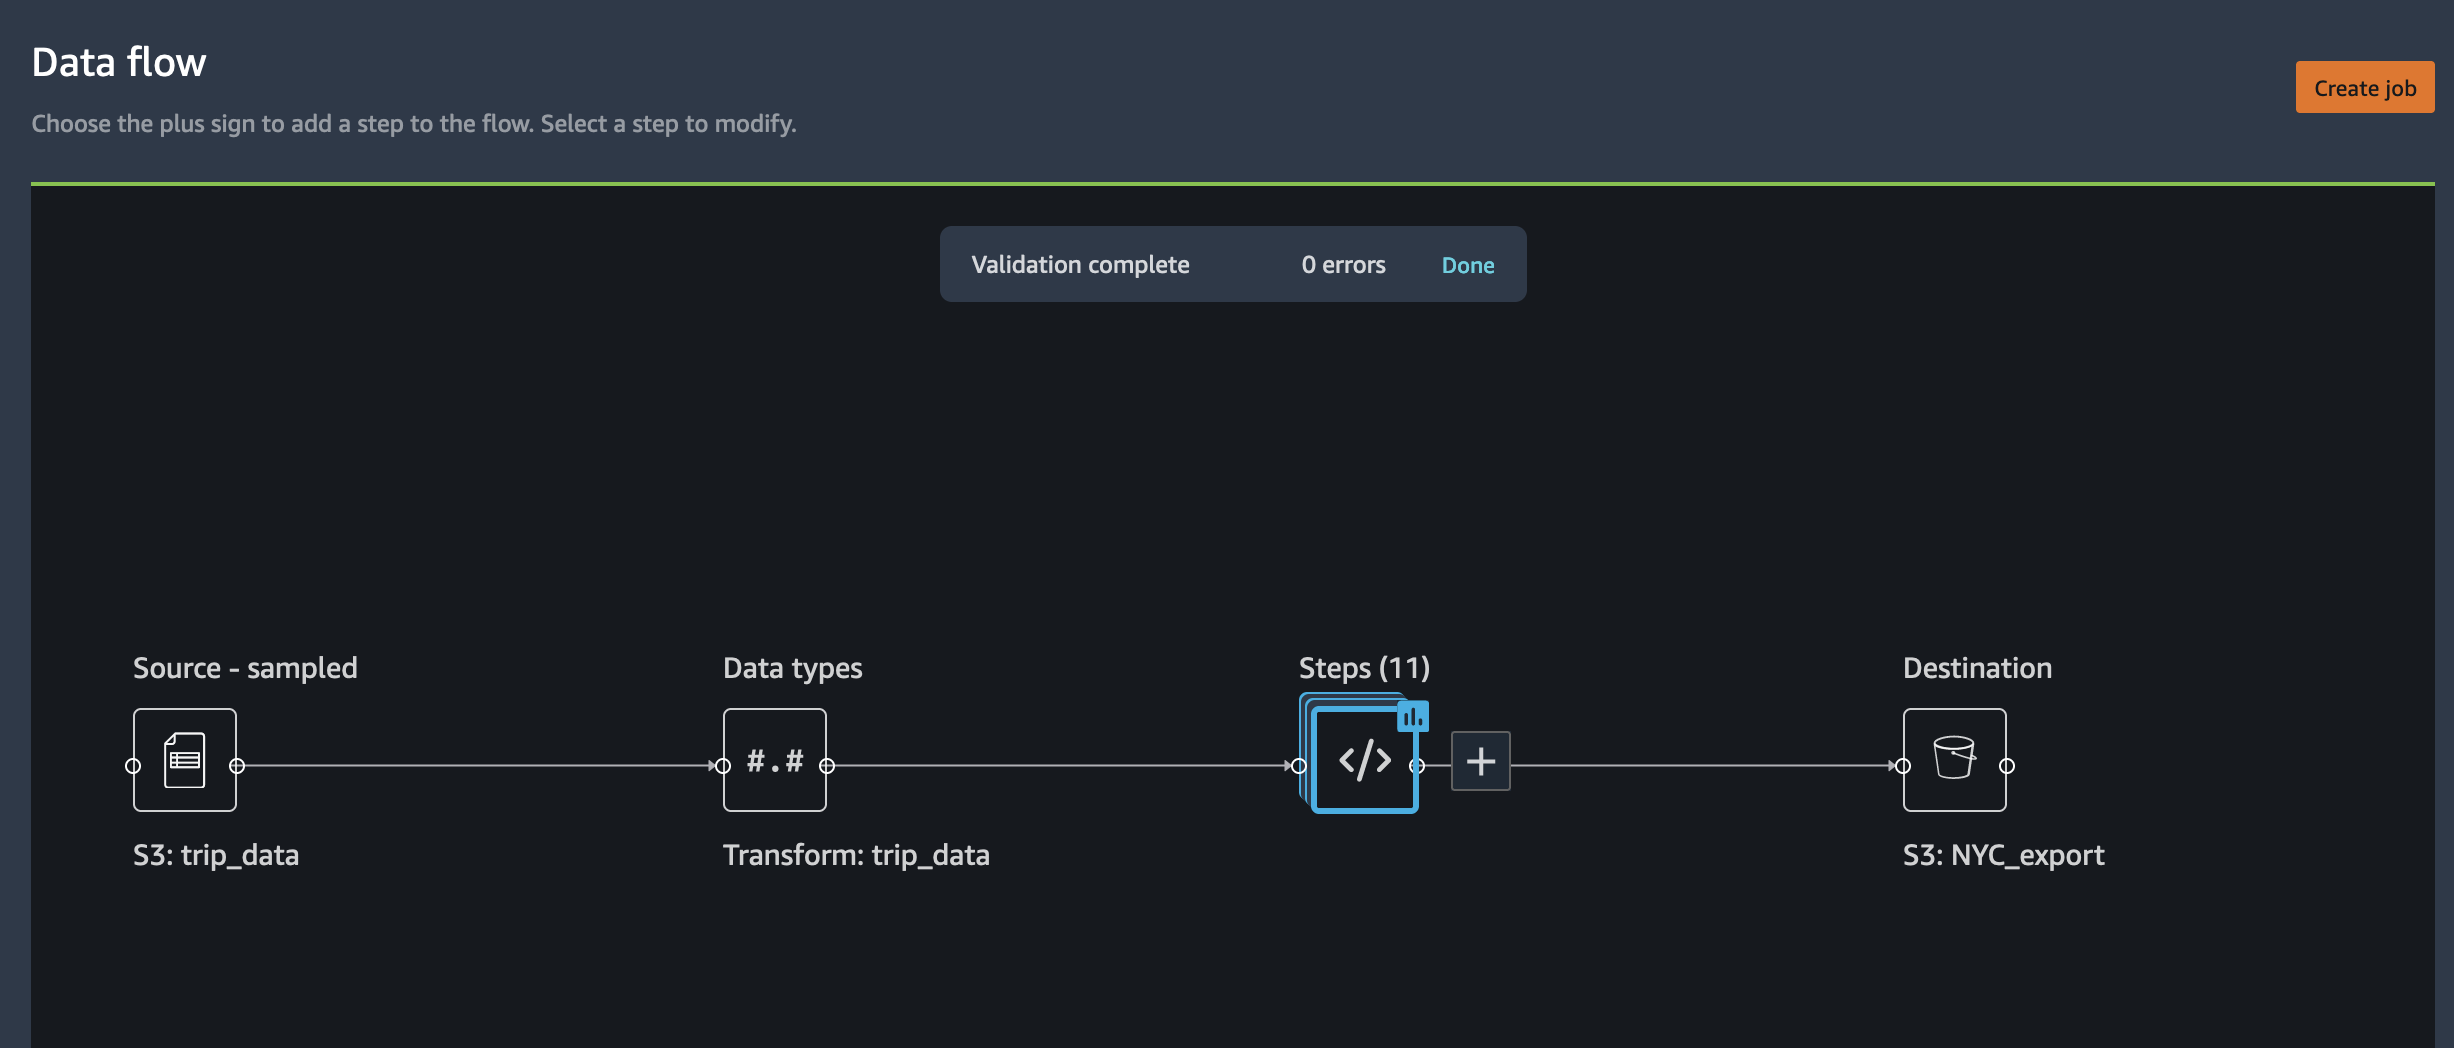 Data flow
Create job
Choose the plus sign to add a step to the flow. Select a step to modify.
Validation complete 0 errors Done
Source - sampled Data types Steps (11) Destination
#.# </> +
S3: trip_data Transform: trip_data S3: NYC_export